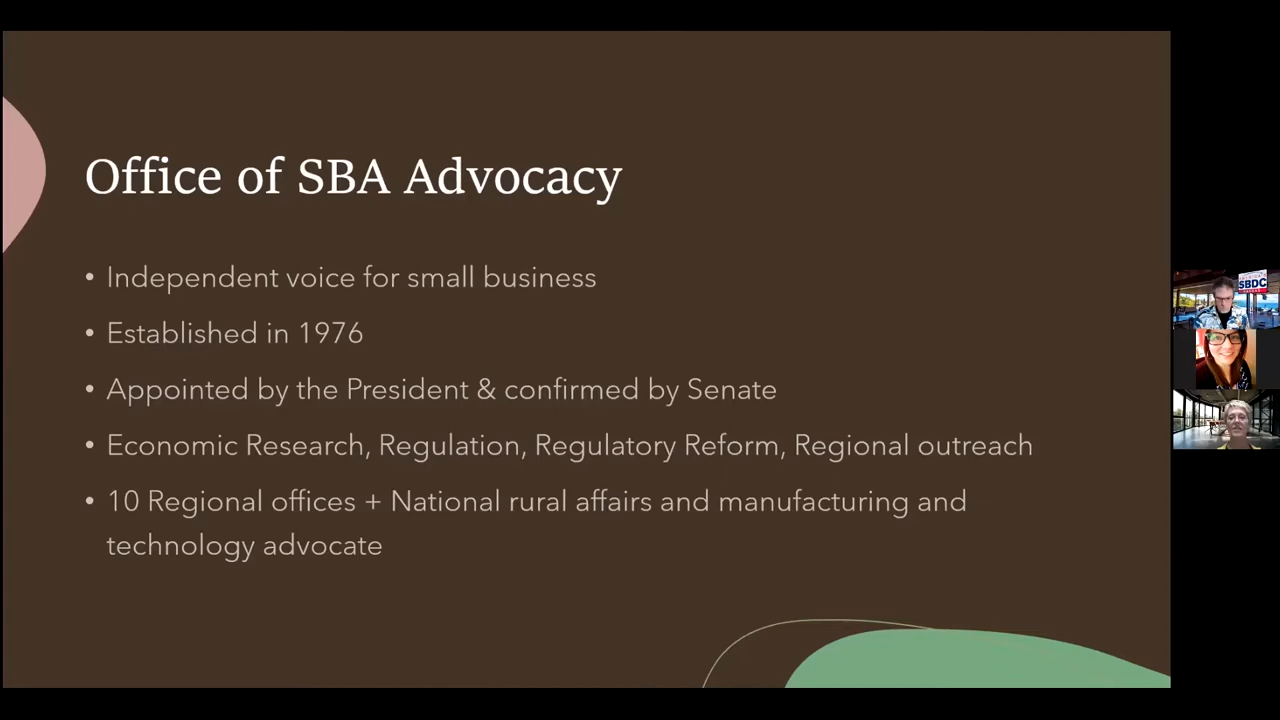 Office of SBA Advocacy
• Independent voice for small business
• Established in 1976
• Appointed by the President & confirmed by Senate
• Economic Research, Regulation, Regulatory Reform, Regional outreach
• 10 Regional offices + National rural affairs and manufacturing and
technology advocate
SBDC